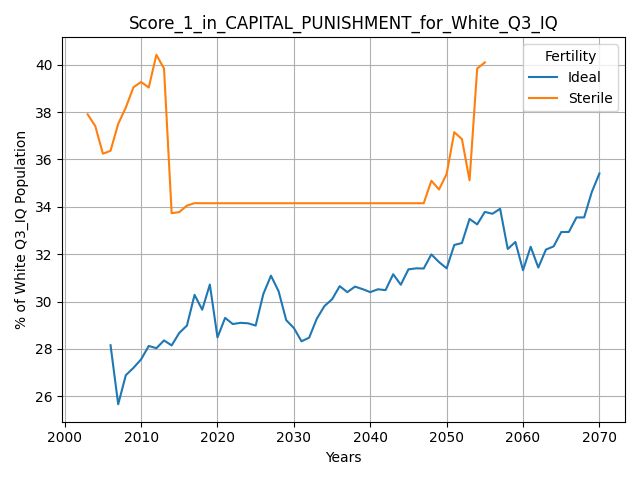 Score_1_in_CAPITAL_PUNISHMENT_for_White_Q3_IQ
Fertility
Ideal
Sterile
% of White Q3_IQ Population
40
38
36
34
32
30
28
26
2000 2010 2020 2030 2040 2050 2060 2070
Years